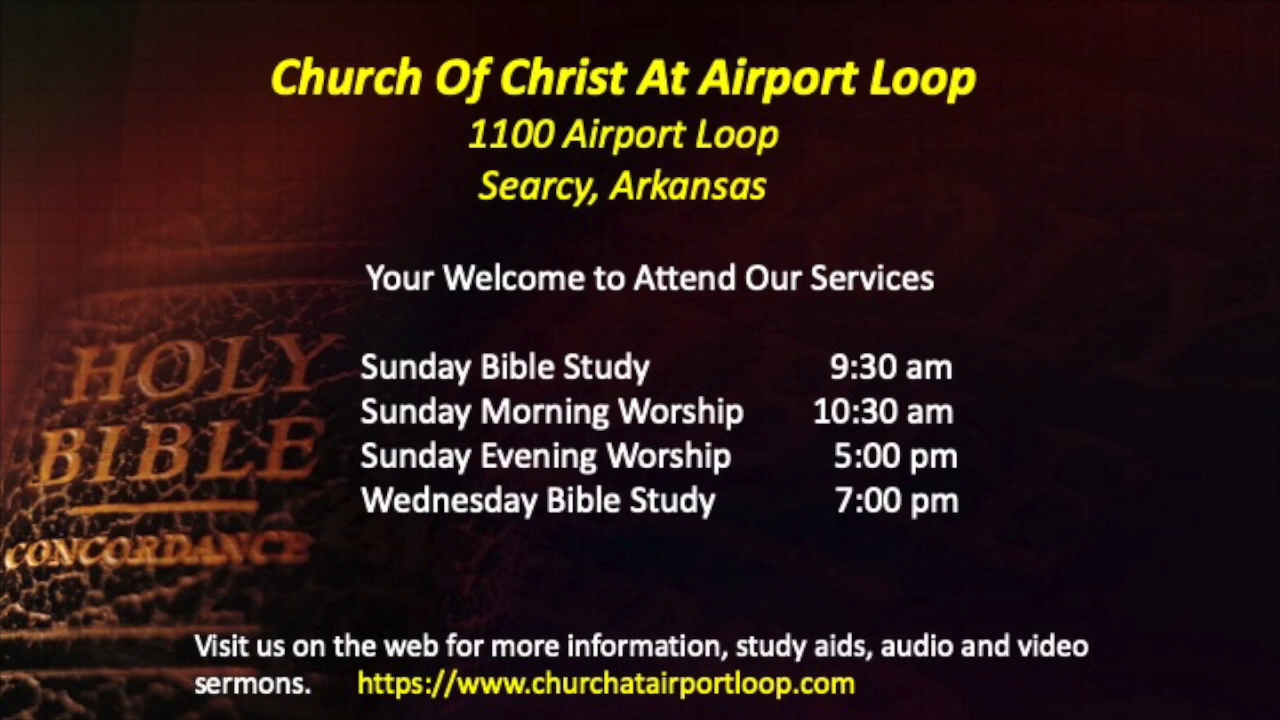 Church Of Christ At Airport Loop
1100 Airport Loop
Searcy, Arkansas
Your Welcome to Attend Our Services
Sunday Bible Study 9:30 am
Sunday Morning Worship 10:30 am
Sunday Evening Worship 5:00 pm
Wednesday Bible Study 7:00 pm
HOLY
BIBLE
CONCORDANCE
Visit us on the web for more information, study aids, audio and video
sermons. https://www.churchatairportloop.com